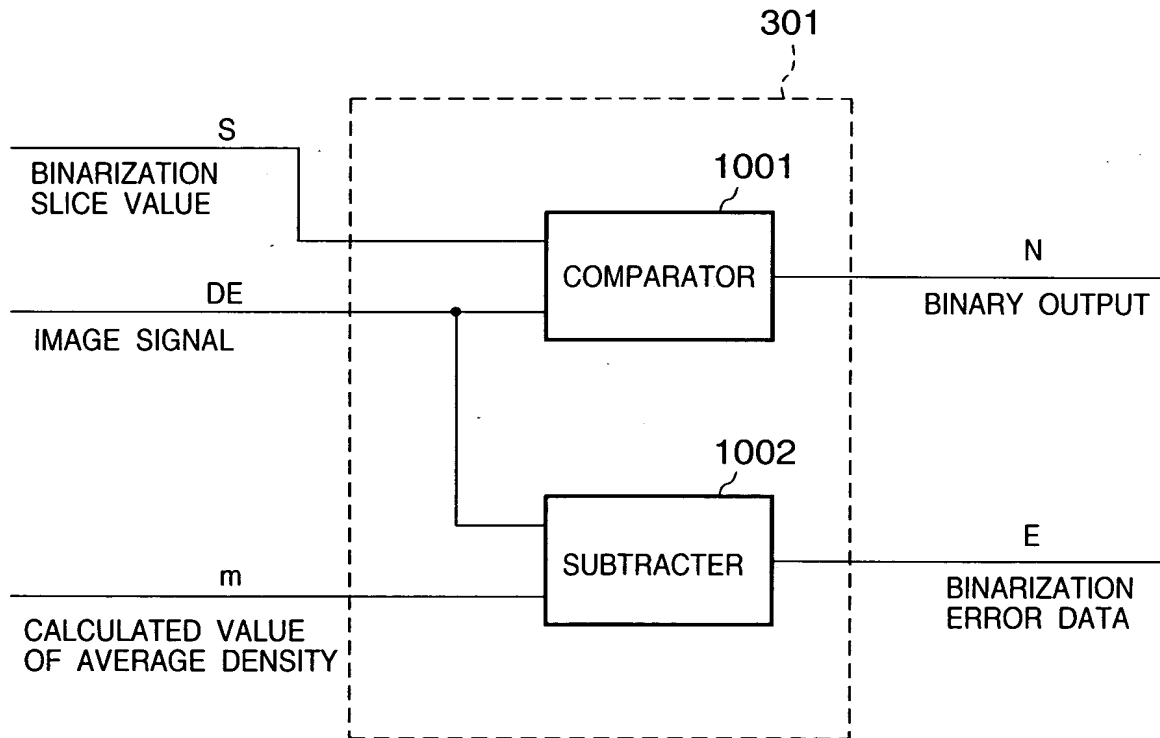 301
S
BINARIZATION
SLICE VALUE
1001
COMPARATOR
N
BINARY OUTPUT
DE
IMAGE SIGNAL
1002
SUBTRACTER
E
BINARIZATION
ERROR DATA
m
CALCULATED VALUE
OF AVERAGE DENSITY